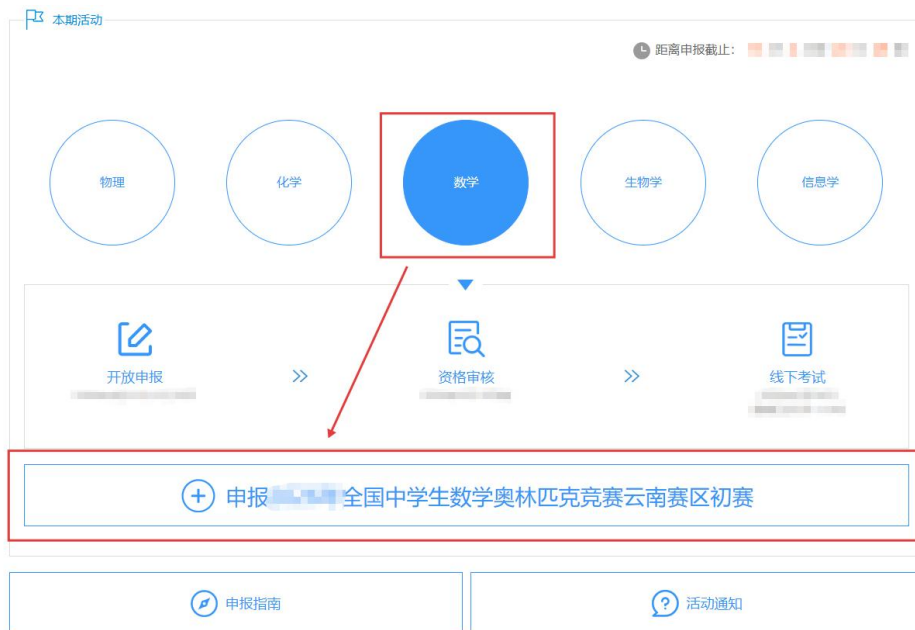 本期活动
距离申报截止：
物理
化学
数学
生物学
信息学
开放申报
资格审核
线下考试
申报
全国中学生数学奥林匹克竞赛云南赛区初赛
申报指南
活动通知